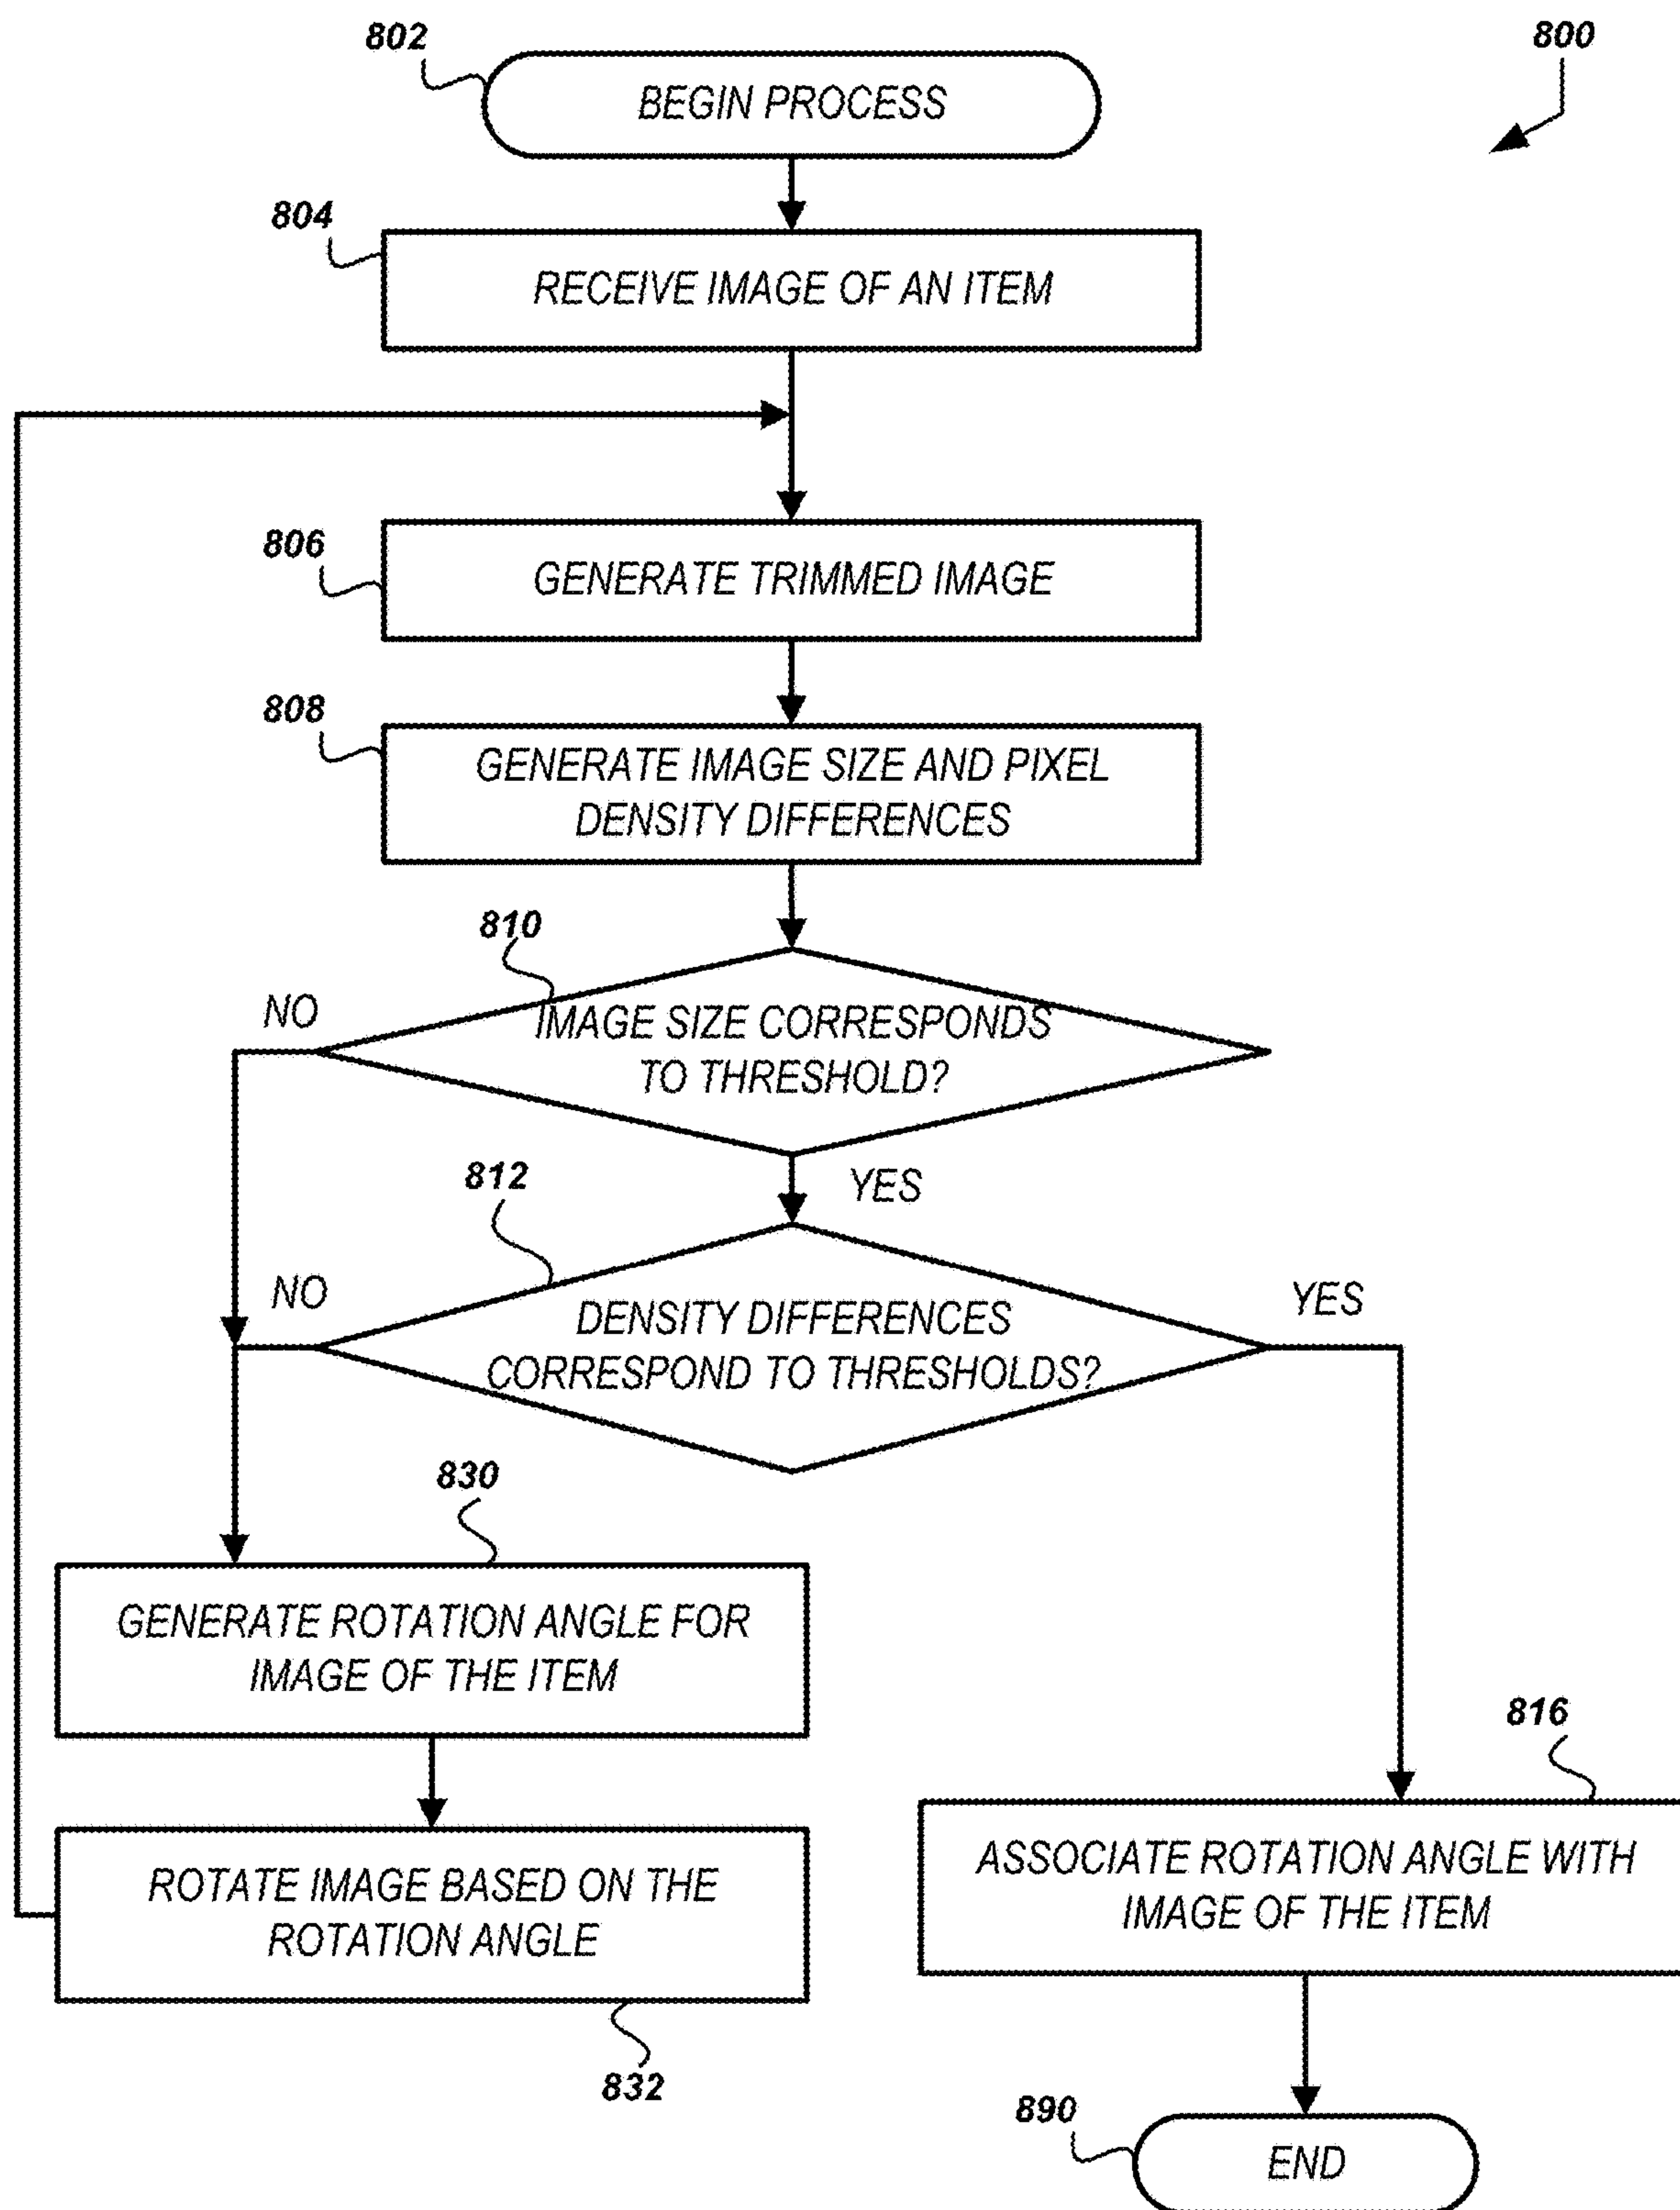 802
800
BEGIN PROCESS
804
RECEIVE IMAGE OF AN ITEM
806
GENERATE TRIMMED IMAGE
808
GENERATE IMAGE SIZE AND PIXEL
DENSITY DIFFERENCES
810
NO
IMAGE SIZE CORRESPONDS
TO THRESHOLD?
812
YES
NO
YES
DENSITY DIFFERENCES
CORRESPOND TO THRESHOLDS?
830
GENERATE ROTATION ANGLE FOR
IMAGE OF THE ITEM
816
ROTATE IMAGE BASED ON THE
ROTATION ANGLE
ASSOCIATE ROTATION ANGLE WITH
IMAGE OF THE ITEM
832
890
END